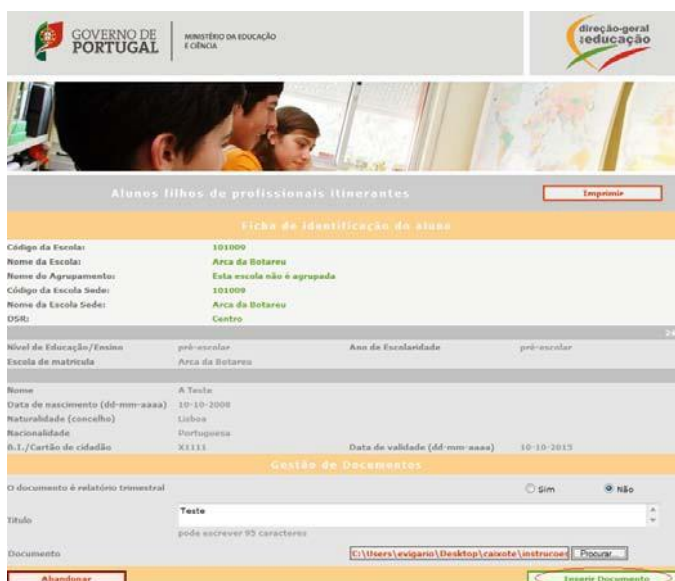 GOVERNO DE PORTUGAL
MINISTÉRIO DA EDUCAÇÃO E CIÊNCIA
direção-geral
:educação
Alunos filhos de profissionais itinerantes
Imprimir
Ficha de identificação do aluno
Código da Escola: 101009
Nome da Escola: Arca da Botareu
Nome do Agrupamento: Esta escola não é agrupada
Código da Escola Sede: 101009
Nome da Escola Sede: Arca da Botareu
DSR: Centro
Nível de Educação/Ensino pré-escolar Ano de Escolaridade pré-escolar
Escola de matrícula Arca da Botareu
Nome A Teste
Data de nascimento (dd-mm-aaaa) 10-10-2008
Naturalidade (concelho) Lisboa
Nacionalidade Portuguesa
B.I./Cartão de cidadão X1111 Data de validade (dd-mm-aaaa) 10-10-2015
Gestão de Documentos
O documento é relatório trimestral Sim Não
Título Teste
pode escrever 95 caracteres
Documento C:\Users\evigario\Desktop\caixote\instrucoes Procurar...
Abandonar Inserir Documento